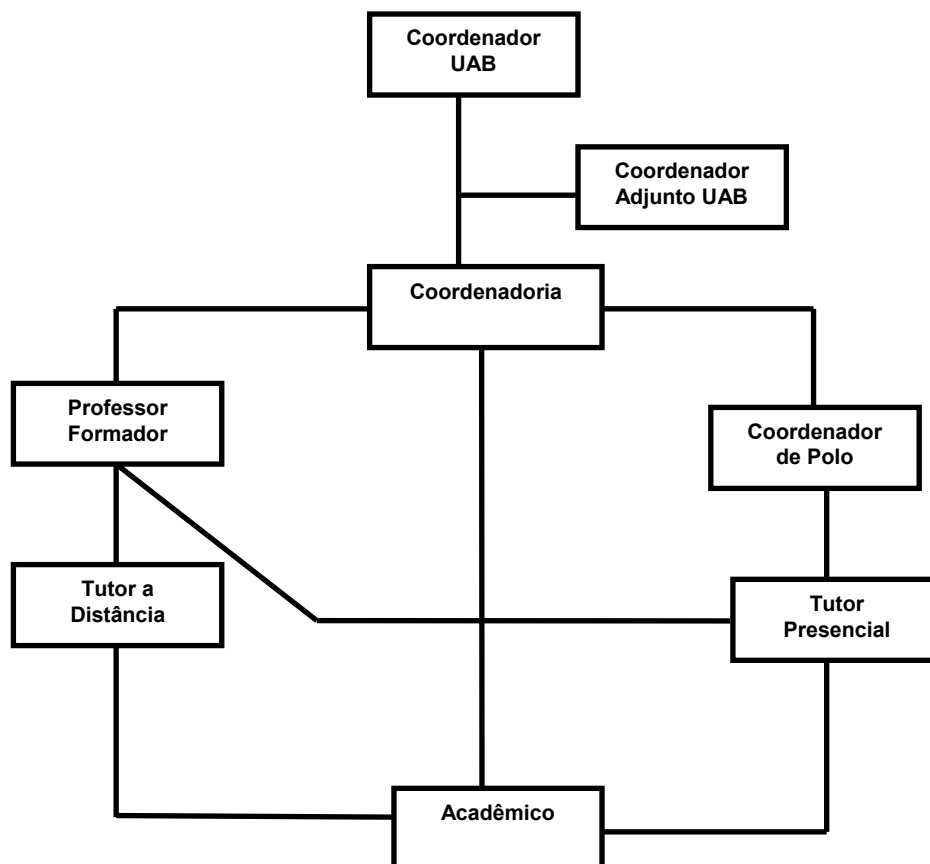 Coordenador
UAB
Coordenador
Adjunto UAB
Coordenadoria
Professor
Formador
Coordenador
de Polo
Tutor a
Distância
Tutor
Presencial
Acadêmico